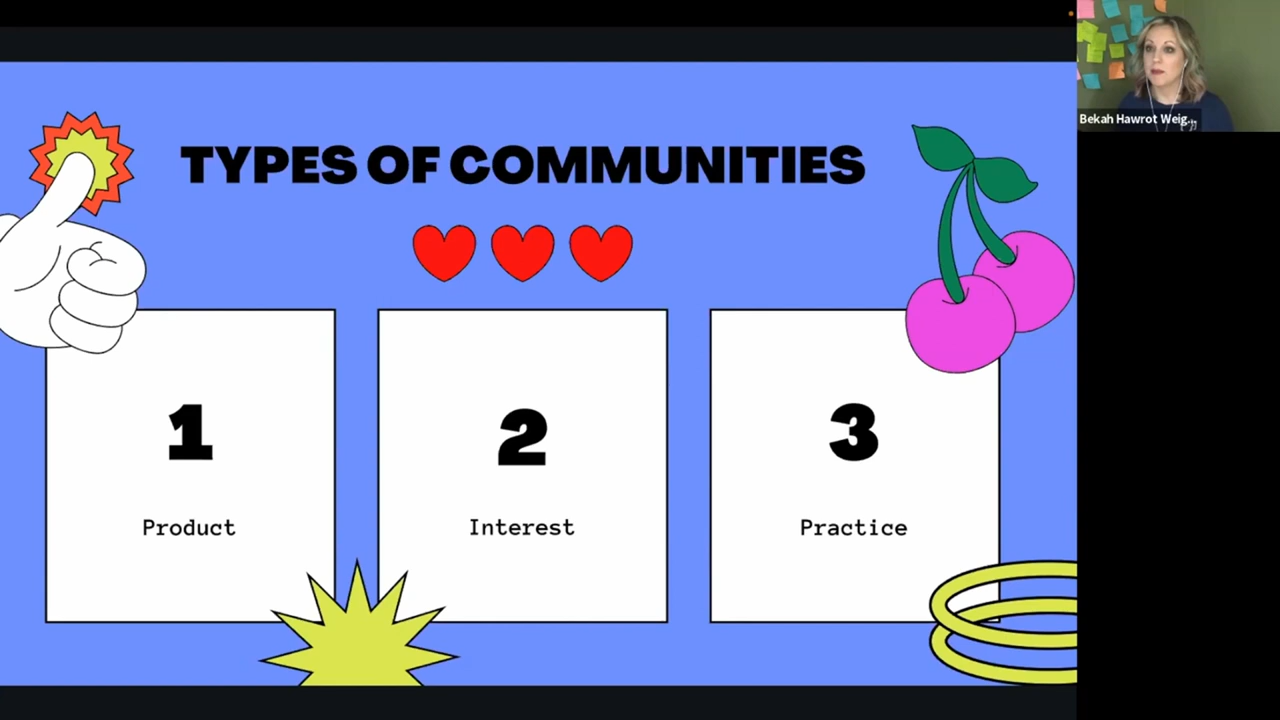 TYPES OF COMMUNITIES
1
Product
2
Interest
3
Practice
Bekah Hawrot Weig...